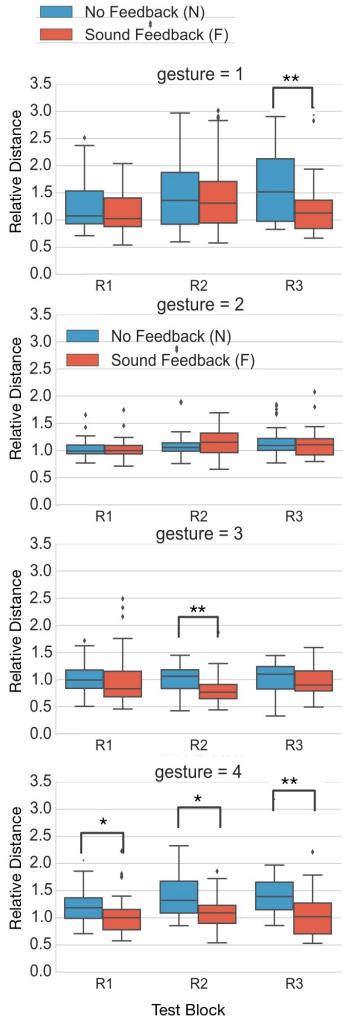 No Feedback (N)
Sound Feedback (F)
gesture = 1
Relative Distance
3.5
3.0
2.5
2.0
1.5
1.0
0.5
0.0
**
R1 R2 R3
gesture = 2
Relative Distance
3.5
3.0
2.5
2.0
1.5
1.0
0.5
0.0
No Feedback (N)
Sound Feedback (F)
R1 R2 R3
gesture = 3
Relative Distance
3.5
3.0
2.5
2.0
1.5
1.0
0.5
0.0
**
R1 R2 R3
gesture = 4
Relative Distance
3.5
3.0
2.5
2.0
1.5
1.0
0.5
0.0
* * **
R1 R2 R3
Test Block